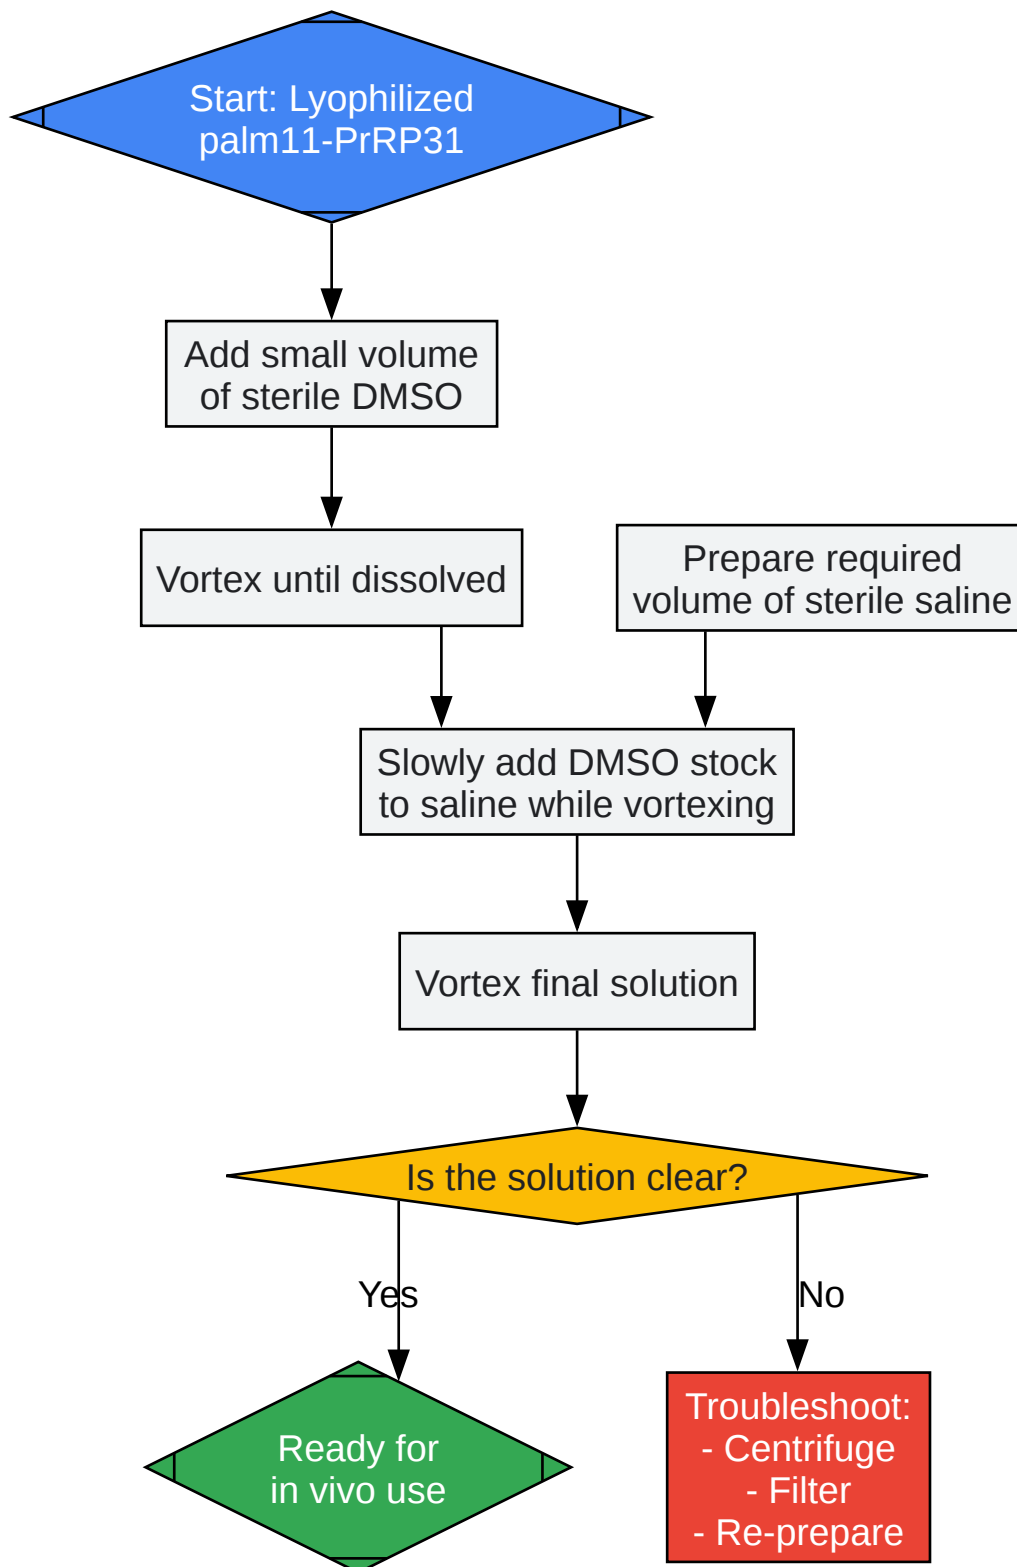 Start: Lyophilized
palm11-PrRP31
Add small volume
of sterile DMSO
Vortex until dissolved
Prepare required
volume of sterile saline
Slowly add DMSO stock
to saline while vortexing
Vortex final solution
Is the solution clear?
Yes
No
Ready for
in vivo use
Troubleshoot:
- Centrifuge
- Filter
- Re-prepare